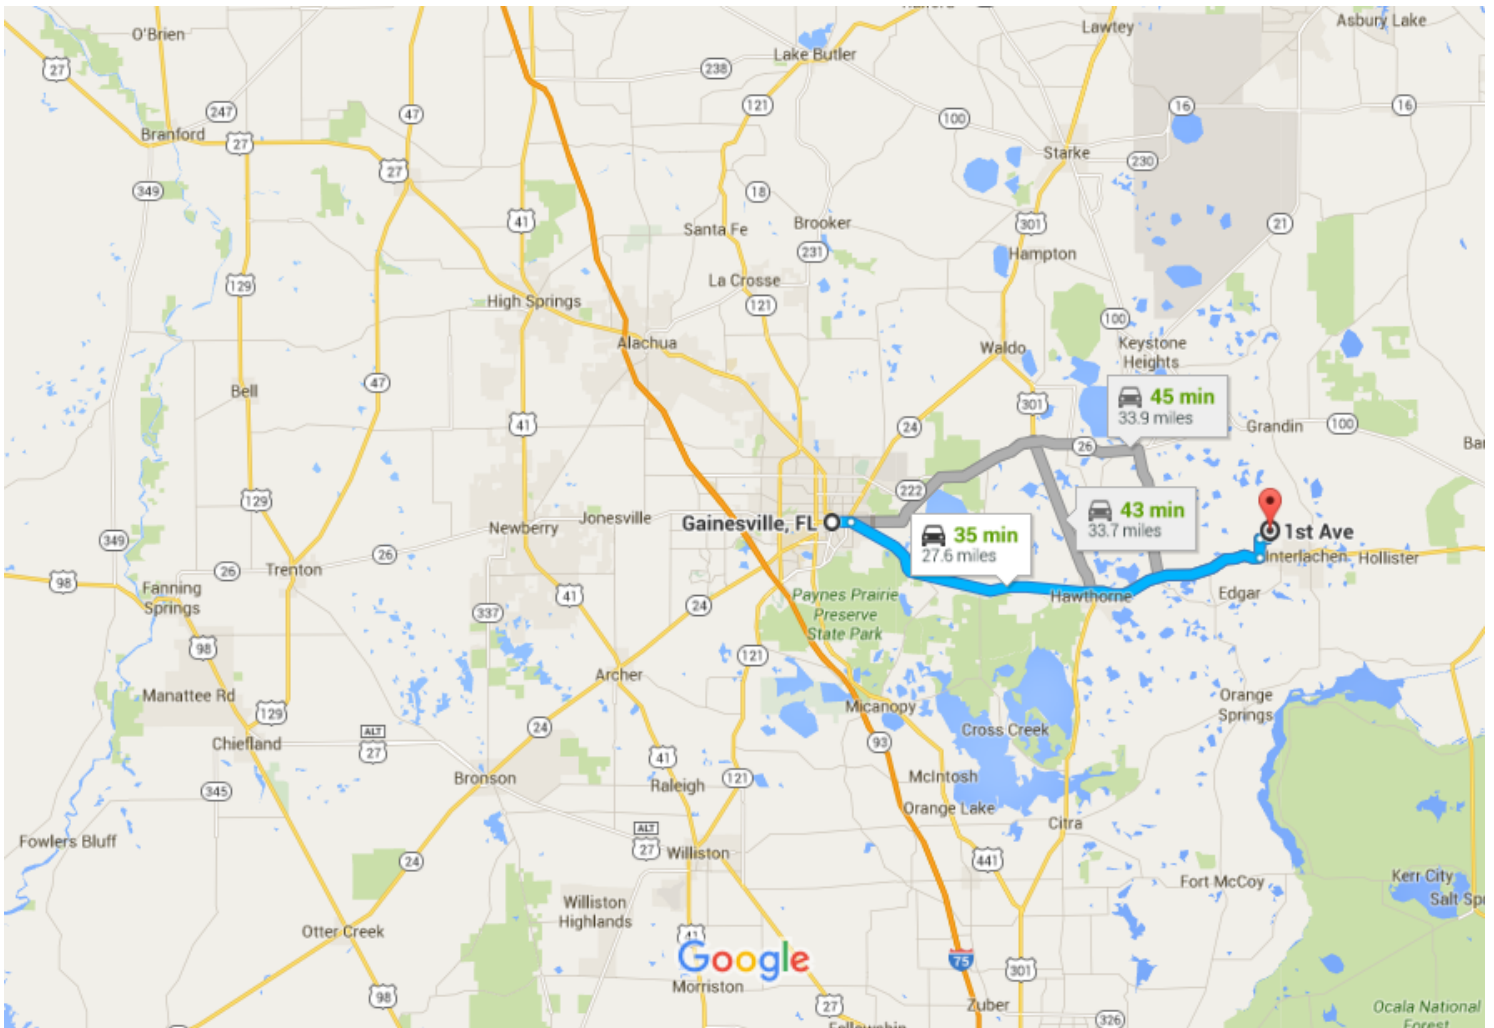 O'Brien
Lake Butler
Lawtey
Asbury Lake
27
238
247
47
121
100
16
16
Branford
27
27
Starke
230
349
18
41
Santa Fe
Brooker
301
21
231
Hampton
129
La Crosse
High Springs
121
100
Alachua
Waldo
Keystone
Heights
47
Bell
45 min
33.9 miles
301
41
24
26
Grandin
100
222
129
43 min
33.7 miles
Newberry
Jonesville
Gainesville, FL
35 min
27.6 miles
1st Ave
349
26
Interlachen
Hollister
98
26
Trenton
Fanning
Springs
41
337
24
Paynes Prairie
Preserve
State Park
Hawthorne
Edgar
98
121
Archer
Manattee Rd
129
Micanopy
Orange
Springs
Chiefland
ALT
27
24
93
Cross Creek
41
Bronson
121
Raleigh
McIntosh
345
Orange Lake
Citra
Fowlers Bluff
ALT
27
Williston
24
441
Fort McCoy
Kerr City
Williston
Highlands
Otter Creek
41
Google
75
301
98
Morriston
27
Zuber
326
Ocala National
Forest